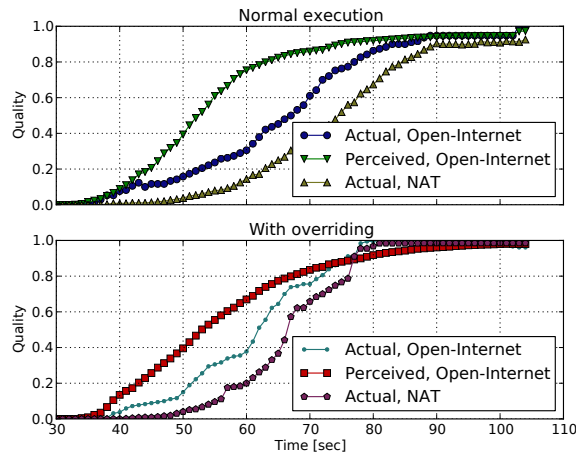 Normal execution
1.0
0.8
0.6
0.4
0.2
0.0
Quality
Actual, Open-Internet
Perceived, Open-Internet
Actual, NAT
With overriding
1.0
0.8
0.6
0.4
0.2
0.0
Quality
Actual, Open-Internet
Perceived, Open-Internet
Actual, NAT
30 40 50 60 70 80 90 100 110
Time [sec]